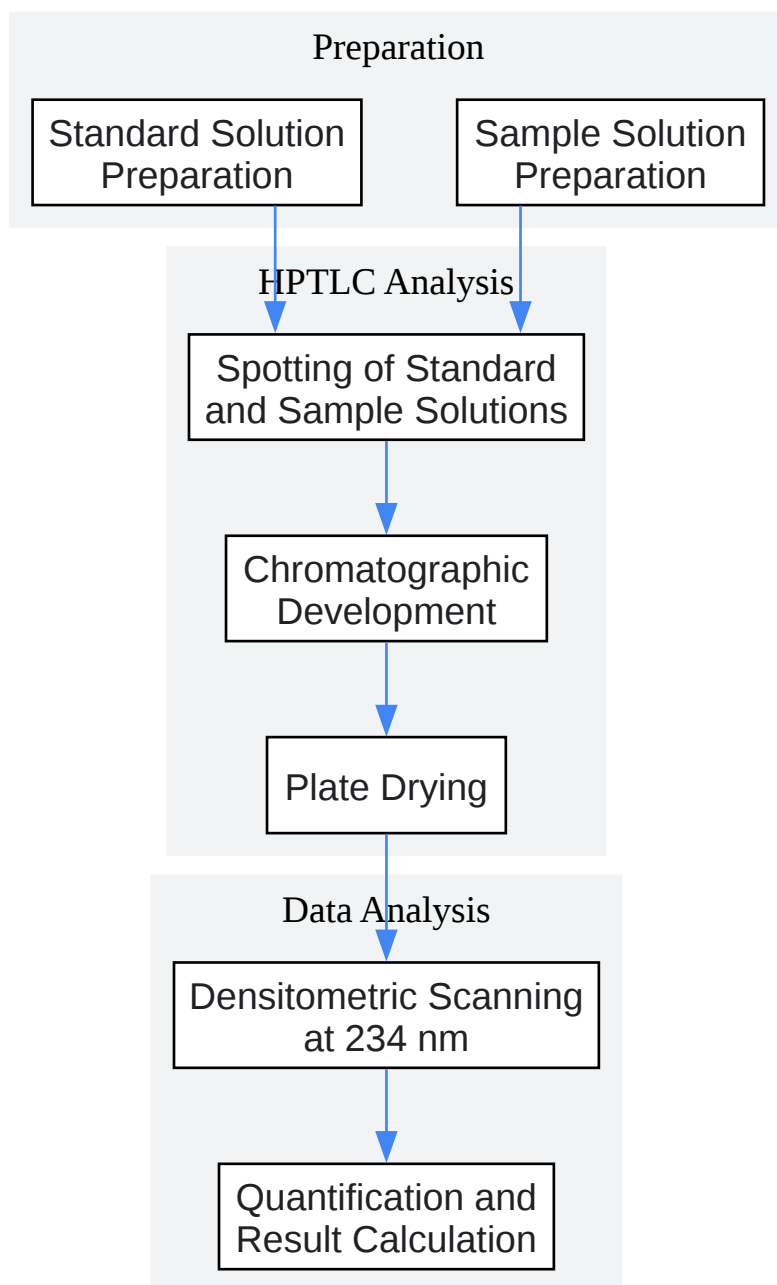 Preparation
Standard Solution
Preparation
Sample Solution
Preparation
HPTLC Analysis
Spotting of Standard
and Sample Solutions
Chromatographic
Development
Plate Drying
Data Analysis
Densitometric Scanning
at 234 nm
Quantification and
Result Calculation